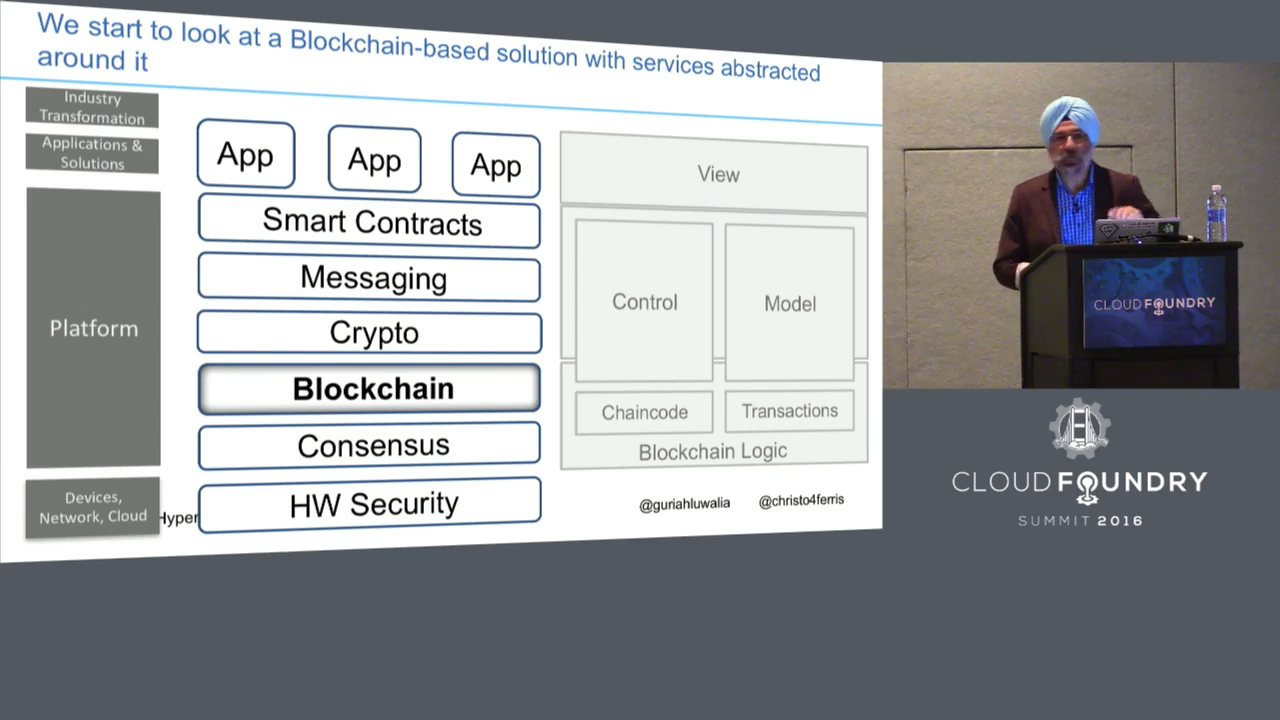 We start to look at a Blockchain-based solution with services abstracted
around it
Industry
Transformation
Applications &
Solutions
Platform
Devices,
Network, Cloud
Hyper
App
App
App
Smart Contracts
Messaging
Crypto
Blockchain
Consensus
HW Security
View
Control
Model
Chaincode
Transactions
Blockchain Logic
@guriahluwalia
@christo4ferris
CLOUD FOUNDRY
CLOUD FOUNDRY
SUMMIT 2016